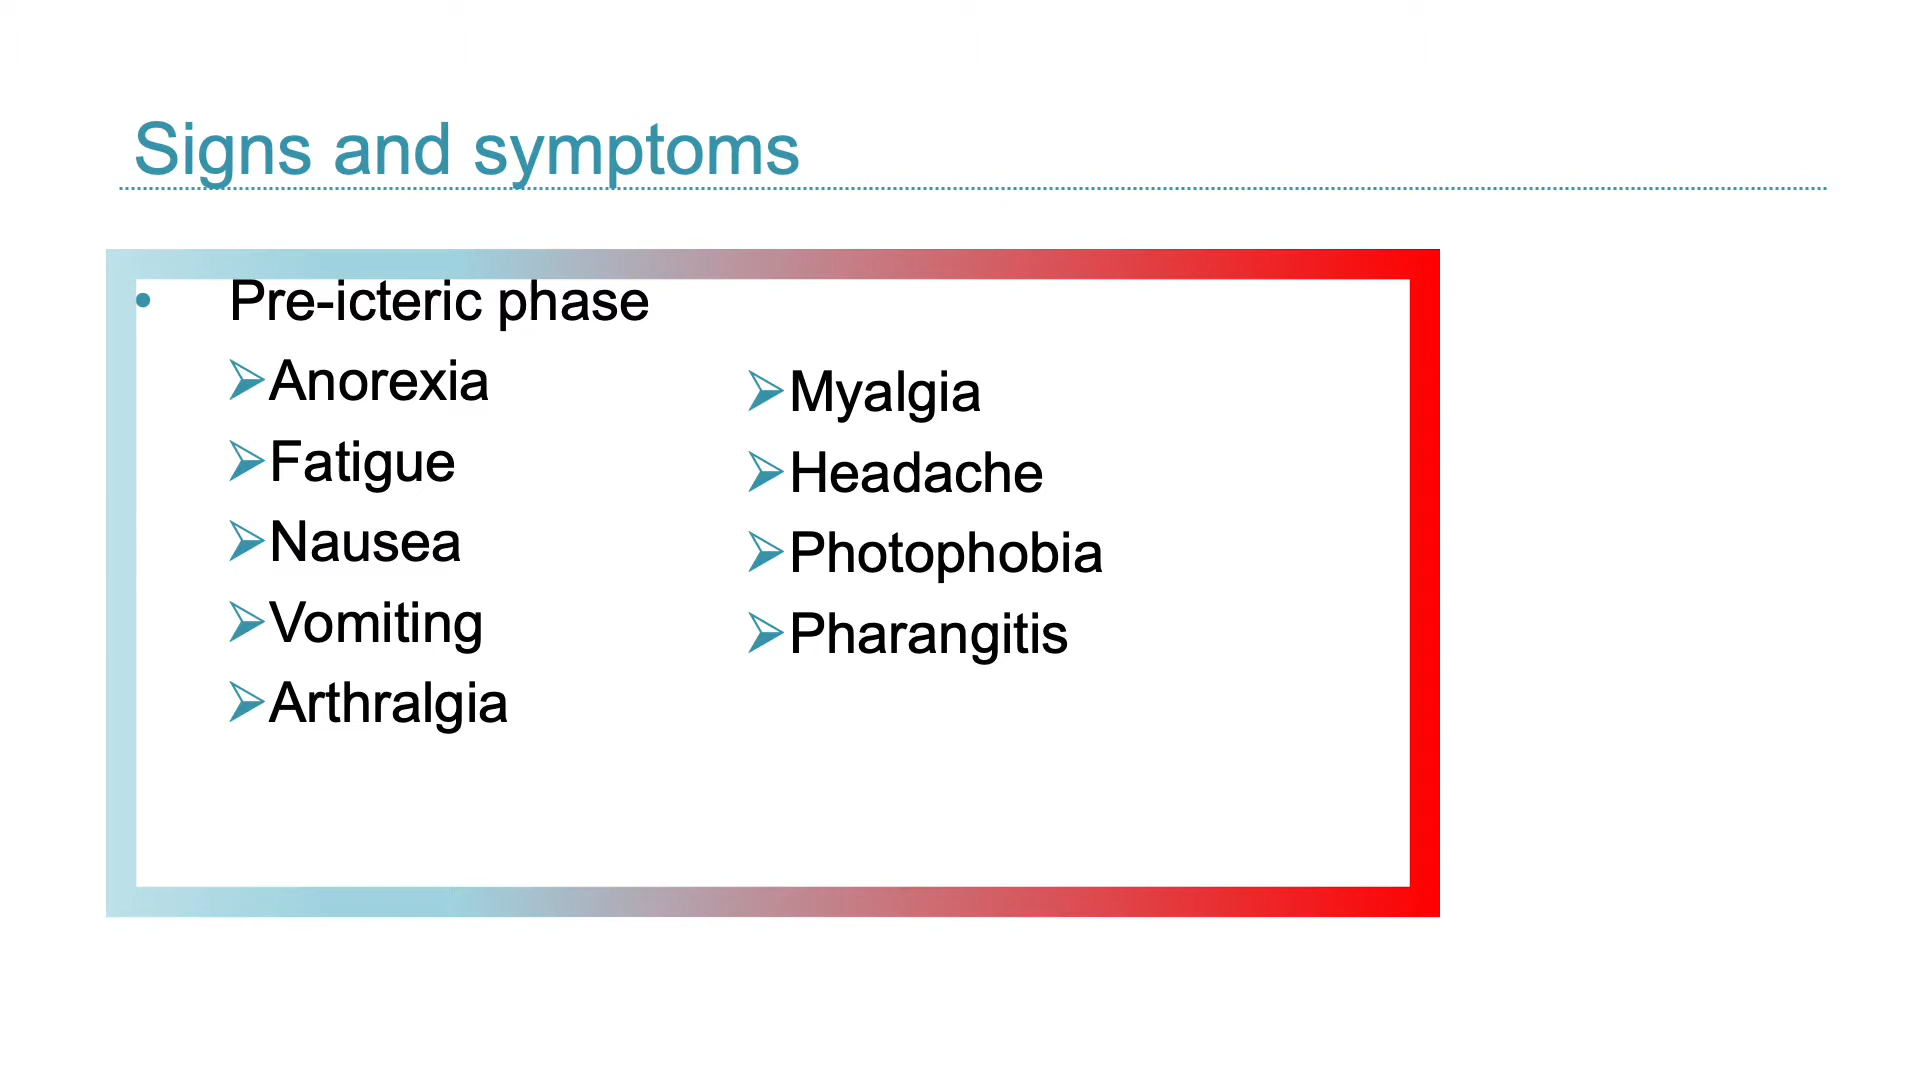 Signs and symptoms
• Pre-icteric phase
➢Anorexia
➢Fatigue
➢Nausea
➢Vomiting
➢Arthralgia
➢Myalgia
➢Headache
➢Photophobia
➢Pharangitis